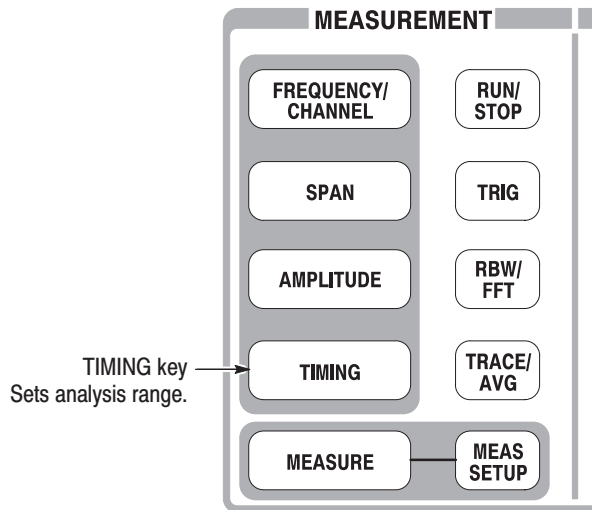 MEASUREMENT
FREQUENCY/
CHANNEL
RUN/
STOP
SPAN
TRIG
AMPLITUDE
RBW/
FFT
TIMING key
Sets analysis range.
TIMING
TRACE/
AVG
MEASURE
MEAS
SETUP